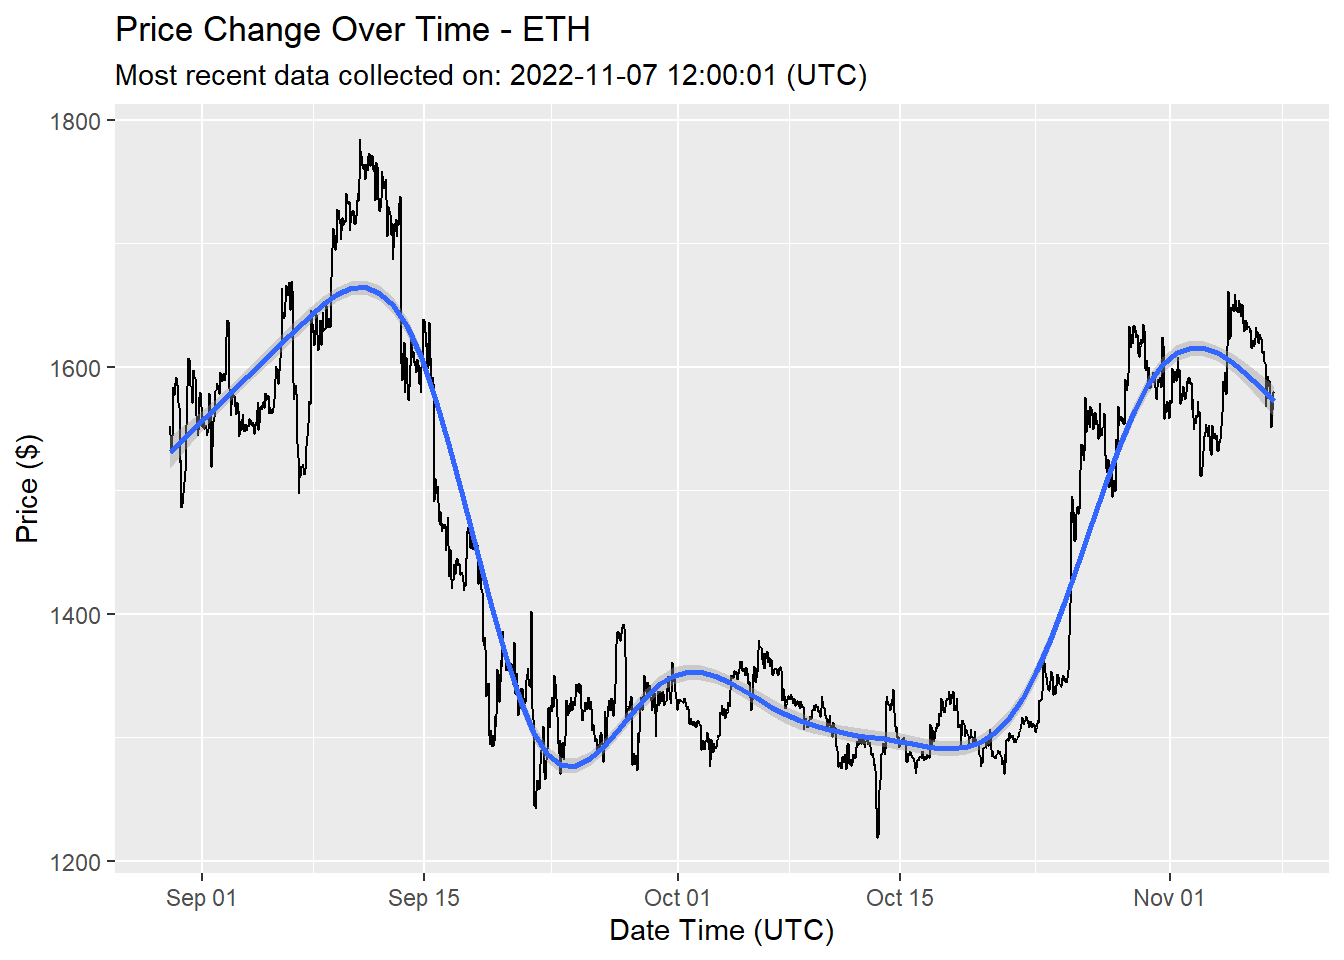 Price Change Over Time - ETH
Most recent data collected on: 2022-11-07 12:00:01 (UTC)
1800
1600
1400
1200
Price ($)
Sep 01
Sep 15
Oct 01
Oct 15
Nov 01
Date Time (UTC)